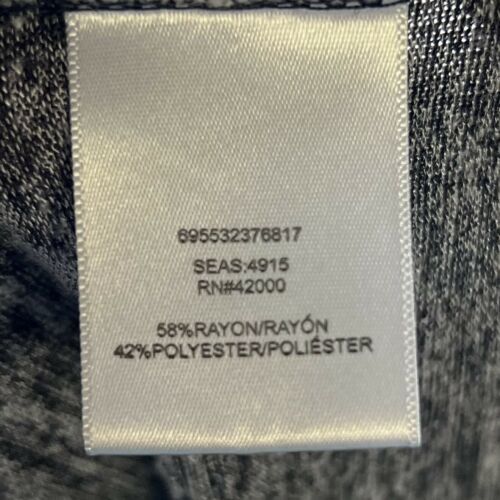 695532376817
SEAS:4915
RN#42000
58%RAYON/RAYÓN
42%POLYESTER/POLIÉSTER